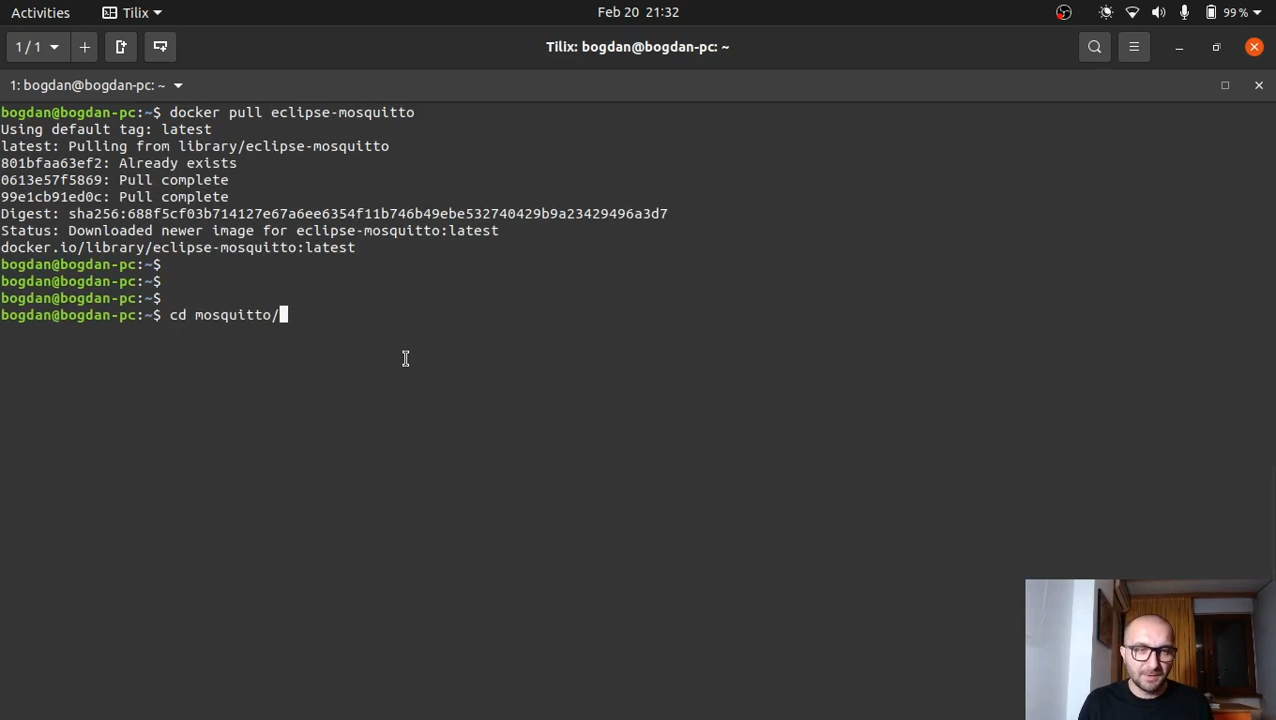 Activities
Tilix
Feb 20 21:32
99%
1 / 1
Tilix: bogdan@bogdan-pc: ~
1: bogdan@bogdan-pc: ~
bogdan@bogdan-pc:~$ docker pull eclipse-mosquitto
Using default tag: latest
latest: Pulling from library/eclipse-mosquitto
801bfaa63ef2: Already exists
0613e57f5869: Pull complete
99e1cb91ed0c: Pull complete
Digest: sha256:688f5cf03b714127e67a6ee6354f11b746b49ebe532740429b9a23429496a3d7
Status: Downloaded newer image for eclipse-mosquitto:latest
docker.io/library/eclipse-mosquitto:latest
bogdan@bogdan-pc:~$
bogdan@bogdan-pc:~$
bogdan@bogdan-pc:~$
bogdan@bogdan-pc:~$ cd mosquitto/